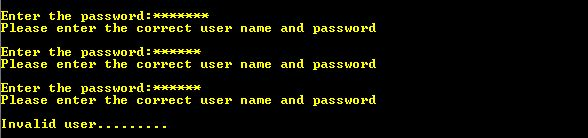 Enter the password:*******
Please enter the correct user name and password
Enter the password:******
Please enter the correct user name and password
Enter the password:******
Please enter the correct user name and password
Invalid user.........